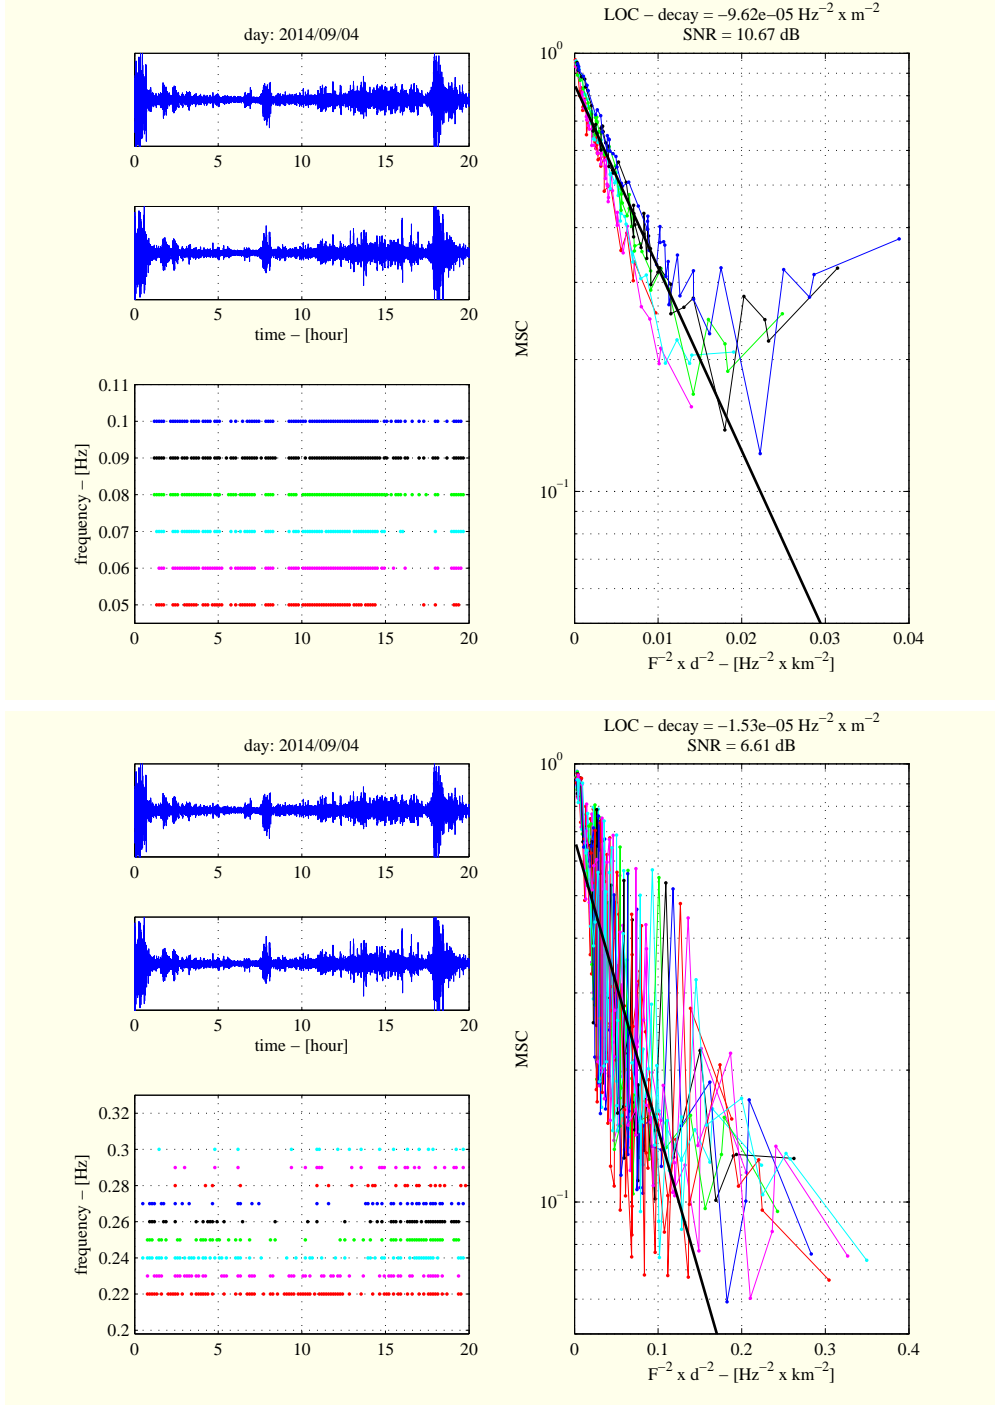 day: 2014/09/04
0 5 10 15 20
0 5 10 15 20
time – [hour]
0.11
0.1
0.09
0.08
0.07
0.06
0.05
frequency – [Hz]
0 5 10 15 20
LOC – decay = −9.62e−05 Hz⁻² x m⁻²
SNR = 10.67 dB
10⁰
10⁻¹
MSC
0 0.01 0.02 0.03 0.04
F⁻² x d⁻² – [Hz⁻² x km⁻²]
day: 2014/09/04
0 5 10 15 20
0 5 10 15 20
time – [hour]
0.32
0.3
0.28
0.26
0.24
0.22
0.2
frequency – [Hz]
0 5 10 15 20
LOC – decay = −1.53e−05 Hz⁻² x m⁻²
SNR = 6.61 dB
10⁰
10⁻¹
MSC
0 0.1 0.2 0.3 0.4
F⁻² x d⁻² – [Hz⁻² x km⁻²]